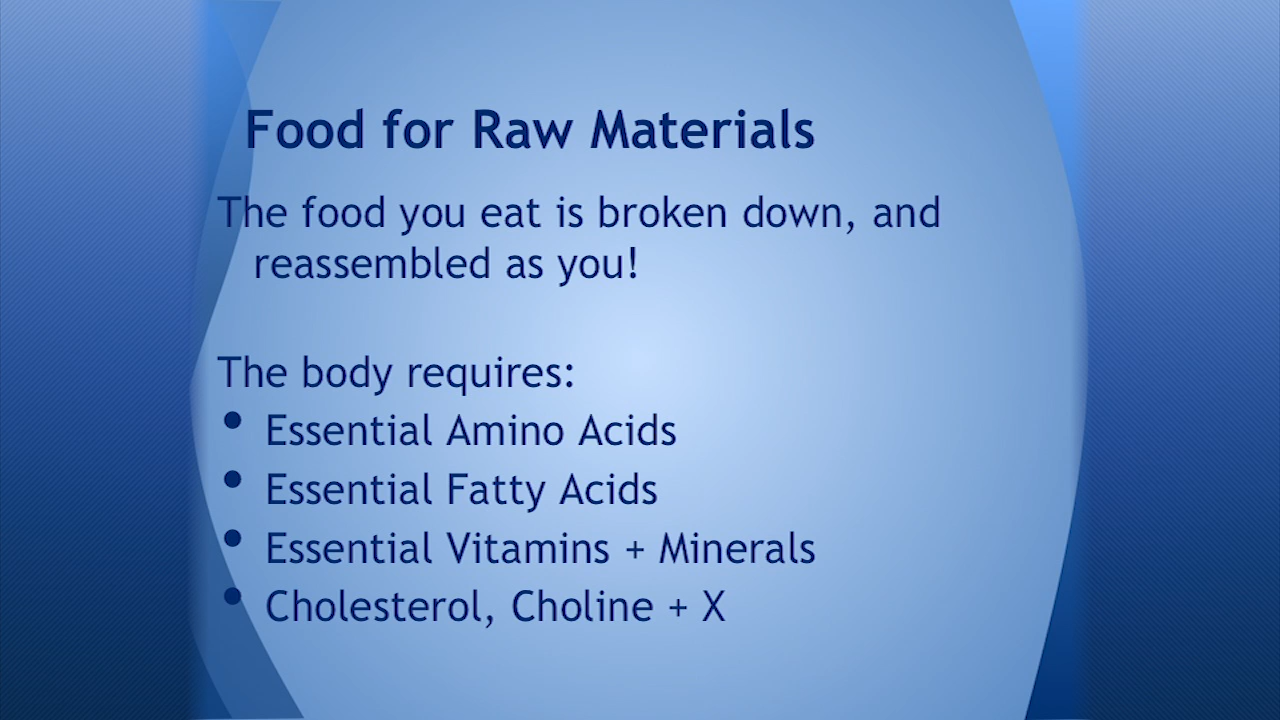 Food for Raw Materials
The food you eat is broken down, and
reassembled as you!
The body requires:
• Essential Amino Acids
• Essential Fatty Acids
• Essential Vitamins + Minerals
• Cholesterol, Choline + X